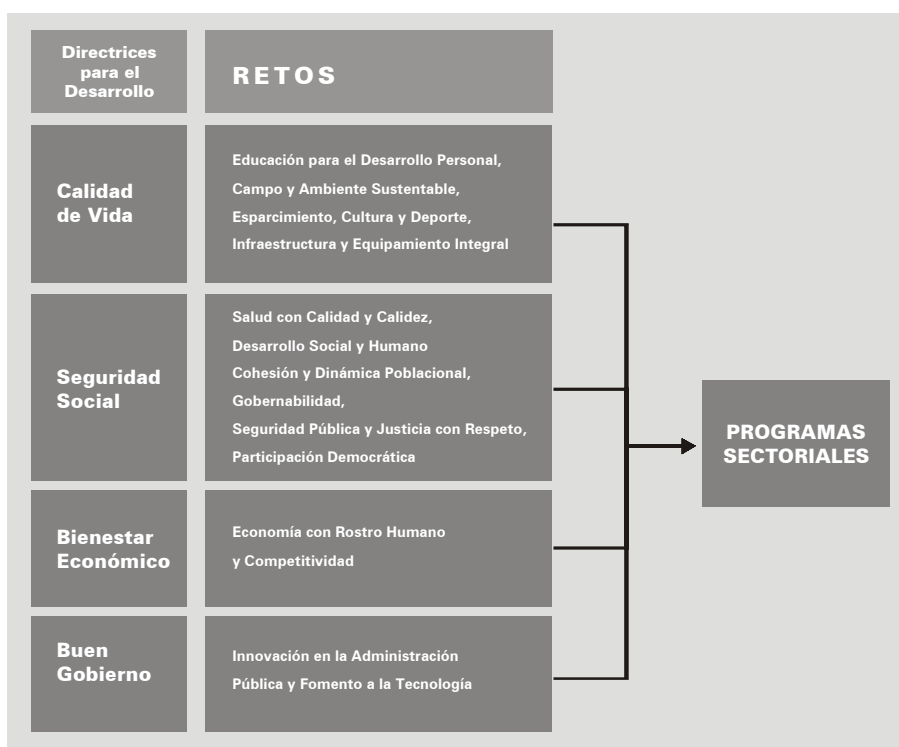 Directrices
para el
Desarrollo
RETOS
Calidad
de Vida
Educación para el Desarrollo Personal,
Campo y Ambiente Sustentable,
Esparcimiento, Cultura y Deporte,
Infraestructura y Equipamiento Integral
Seguridad
Social
Salud con Calidad y Calidez,
Desarrollo Social y Humano
Cohesión y Dinámica Poblacional,
Gobernabilidad,
Seguridad Pública y Justicia con Respeto,
Participación Democrática
Bienestar
Económico
Economía con Rostro Humano
y Competitividad
Buen
Gobierno
Innovación en la Administración
Pública y Fomento a la Tecnología
PROGRAMAS
SECTORIALES